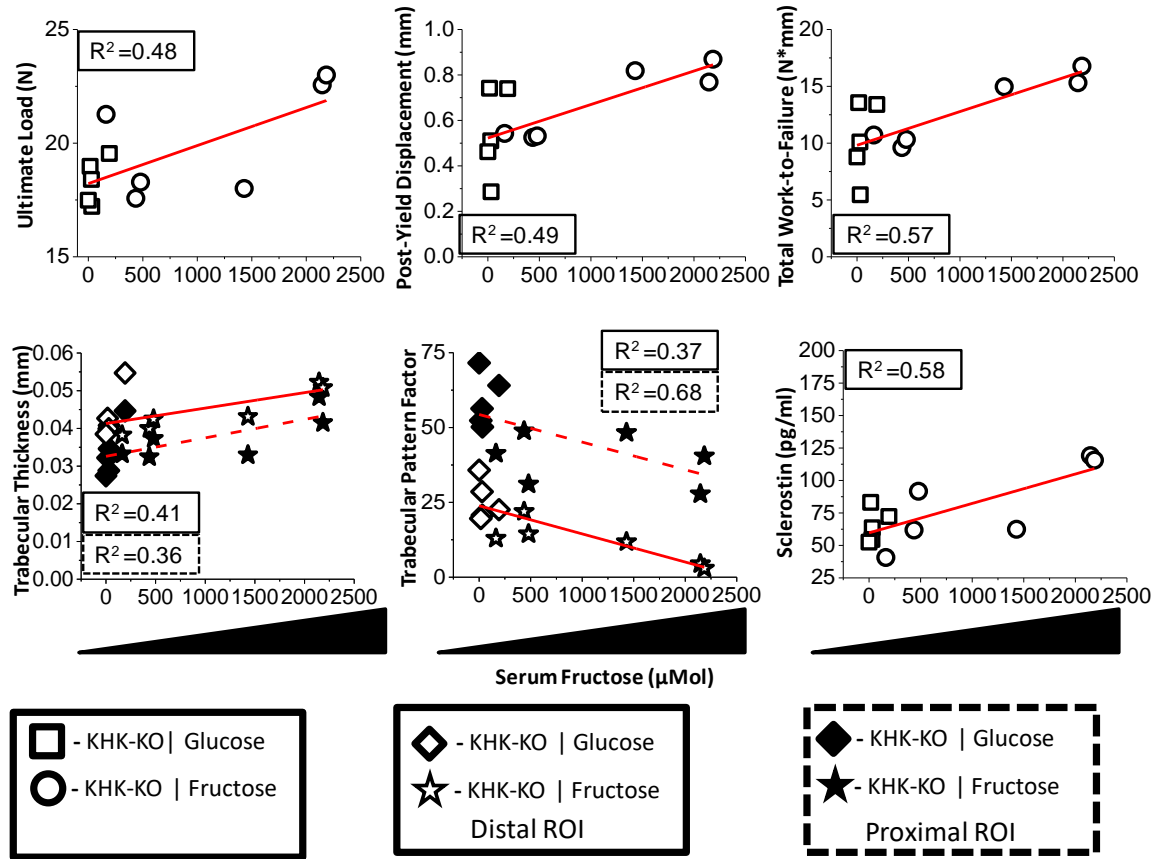 Ultimate Load (N)
25
20
15
R²=0.48
0 500 1000 1500 2000 2500
Post-Yield Displacement (mm)
1.0
0.8
0.6
0.4
0.2
0.0
R²=0.49
0 500 1000 1500 2000 2500
Total Work-to-Failure (N*mm)
20
15
10
5
0
R²=0.57
0 500 1000 1500 2000 2500
Trabecular Thickness (mm)
0.06
0.05
0.04
0.03
0.02
0.01
0.00
R²=0.41
R²=0.36
0 500 1000 1500 2000 2500
Trabecular Pattern Factor
75
50
25
0
R²=0.37
R²=0.68
0 500 1000 1500 2000 2500
Sclerostin (pg/ml)
200
175
150
125
100
75
50
25
R²=0.58
0 500 1000 1500 2000 2500
Serum Fructose (µMol)
- KHK-KO| Glucose
- KHK-KO | Fructose
- KHK-KO | Glucose
- KHK-KO | Fructose
Distal ROI
- KHK-KO | Glucose
- KHK-KO | Fructose
Proximal ROI